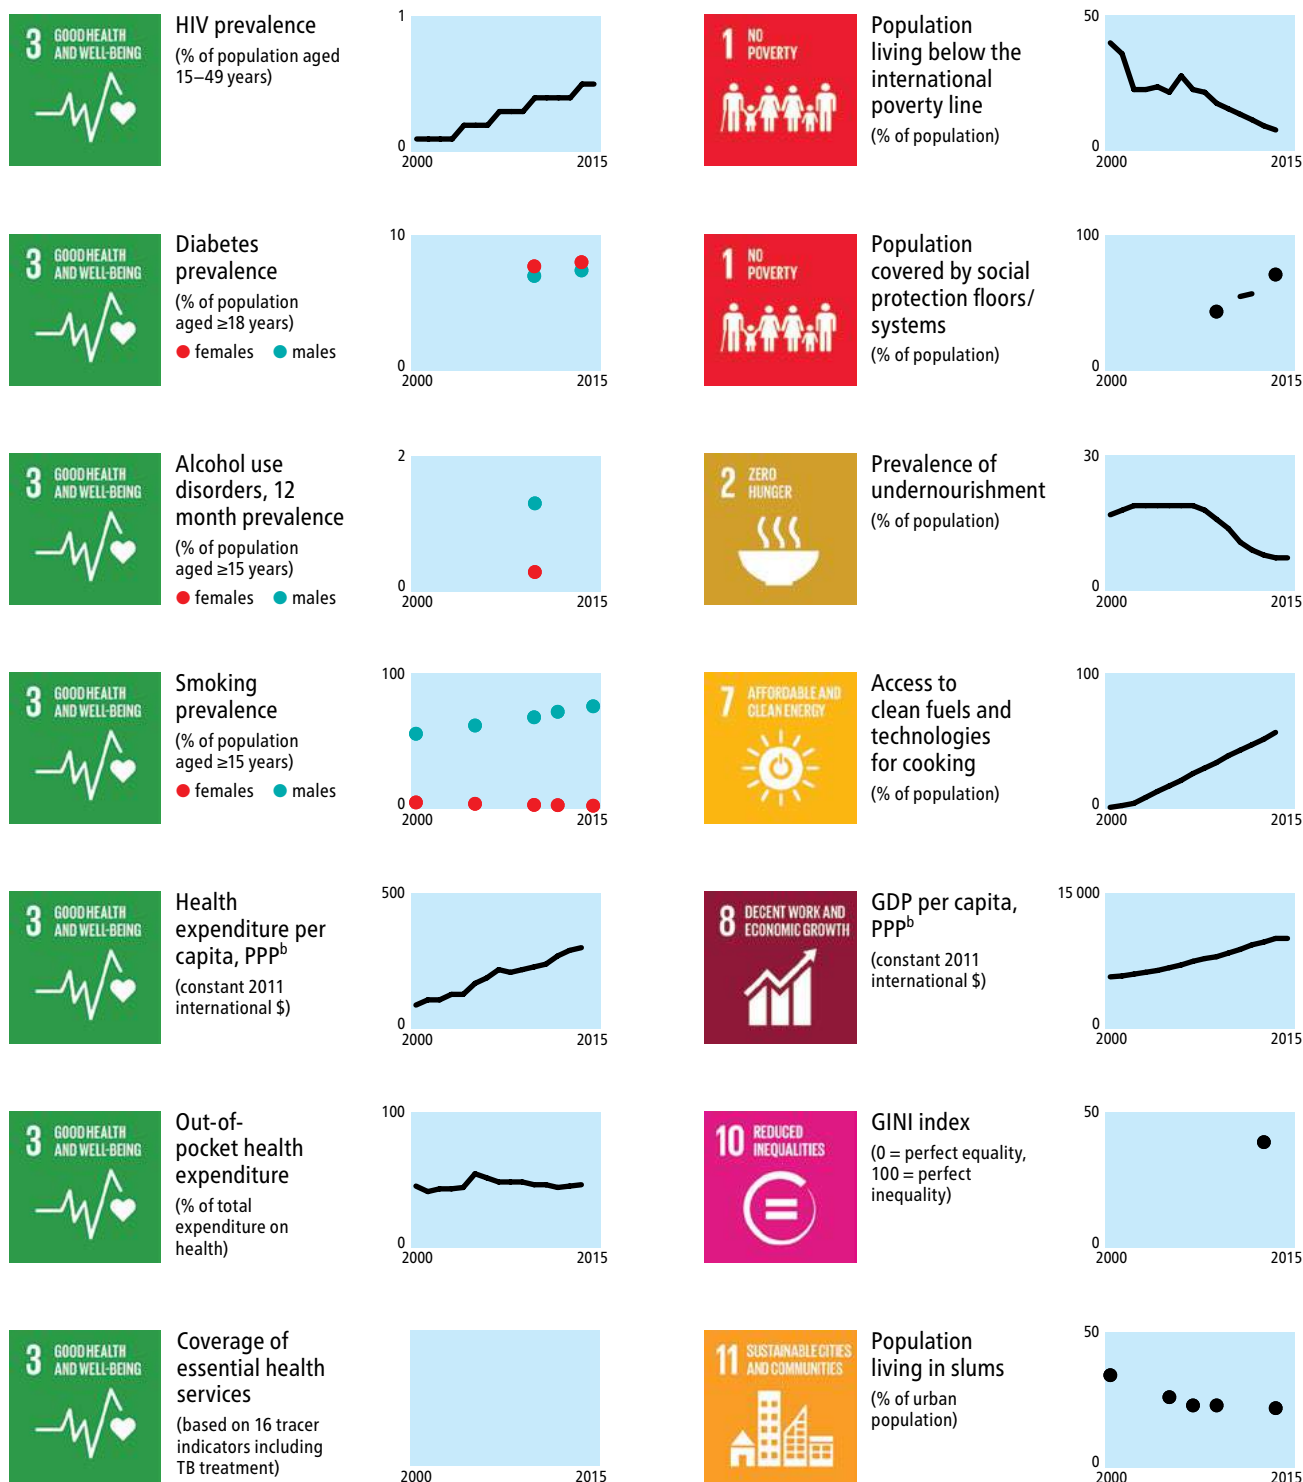 3 GOOD HEALTH
AND WELL-BEING
HIV prevalence
(% of population aged
15–49 years)
1
0
2000 2015
3 GOOD HEALTH
AND WELL-BEING
Diabetes
prevalence
(% of population
aged ≥18 years)
females males
10
0
2000 2015
3 GOOD HEALTH
AND WELL-BEING
Alcohol use
disorders, 12
month prevalence
(% of population
aged ≥15 years)
females males
2
0
2000 2015
3 GOOD HEALTH
AND WELL-BEING
Smoking
prevalence
(% of population
aged ≥15 years)
females males
100
0
2000 2015
3 GOOD HEALTH
AND WELL-BEING
Health
expenditure per
capita, PPPᵇ
(constant 2011
international $)
500
0
2000 2015
3 GOOD HEALTH
AND WELL-BEING
Out-of-
pocket health
expenditure
(% of total
expenditure on
health)
100
0
2000 2015
3 GOOD HEALTH
AND WELL-BEING
Coverage of
essential health
services
(based on 16 tracer
indicators including
TB treatment)
1 NO
POVERTY
Population
living below the
international
poverty line
(% of population)
50
0
2000 2015
1 NO
POVERTY
Population
covered by social
protection floors/
systems
(% of population)
100
0
2000 2015
2 ZERO
HUNGER
Prevalence of
undernourishment
(% of population)
30
0
2000 2015
7 AFFORDABLE AND
CLEAN ENERGY
Access to
clean fuels and
technologies
for cooking
(% of population)
100
0
2000 2015
8 DECENT WORK AND
ECONOMIC GROWTH
GDP per capita,
PPPᵇ
(constant 2011
international $)
15 000
0
2000 2015
10 REDUCED
INEQUALITIES
GINI index
(0 = perfect equality,
100 = perfect
inequality)
50
0
2000 2015
11 SUSTAINABLE CITIES
AND COMMUNITIES
Population
living in slums
(% of urban
population)
50
0
2000 2015